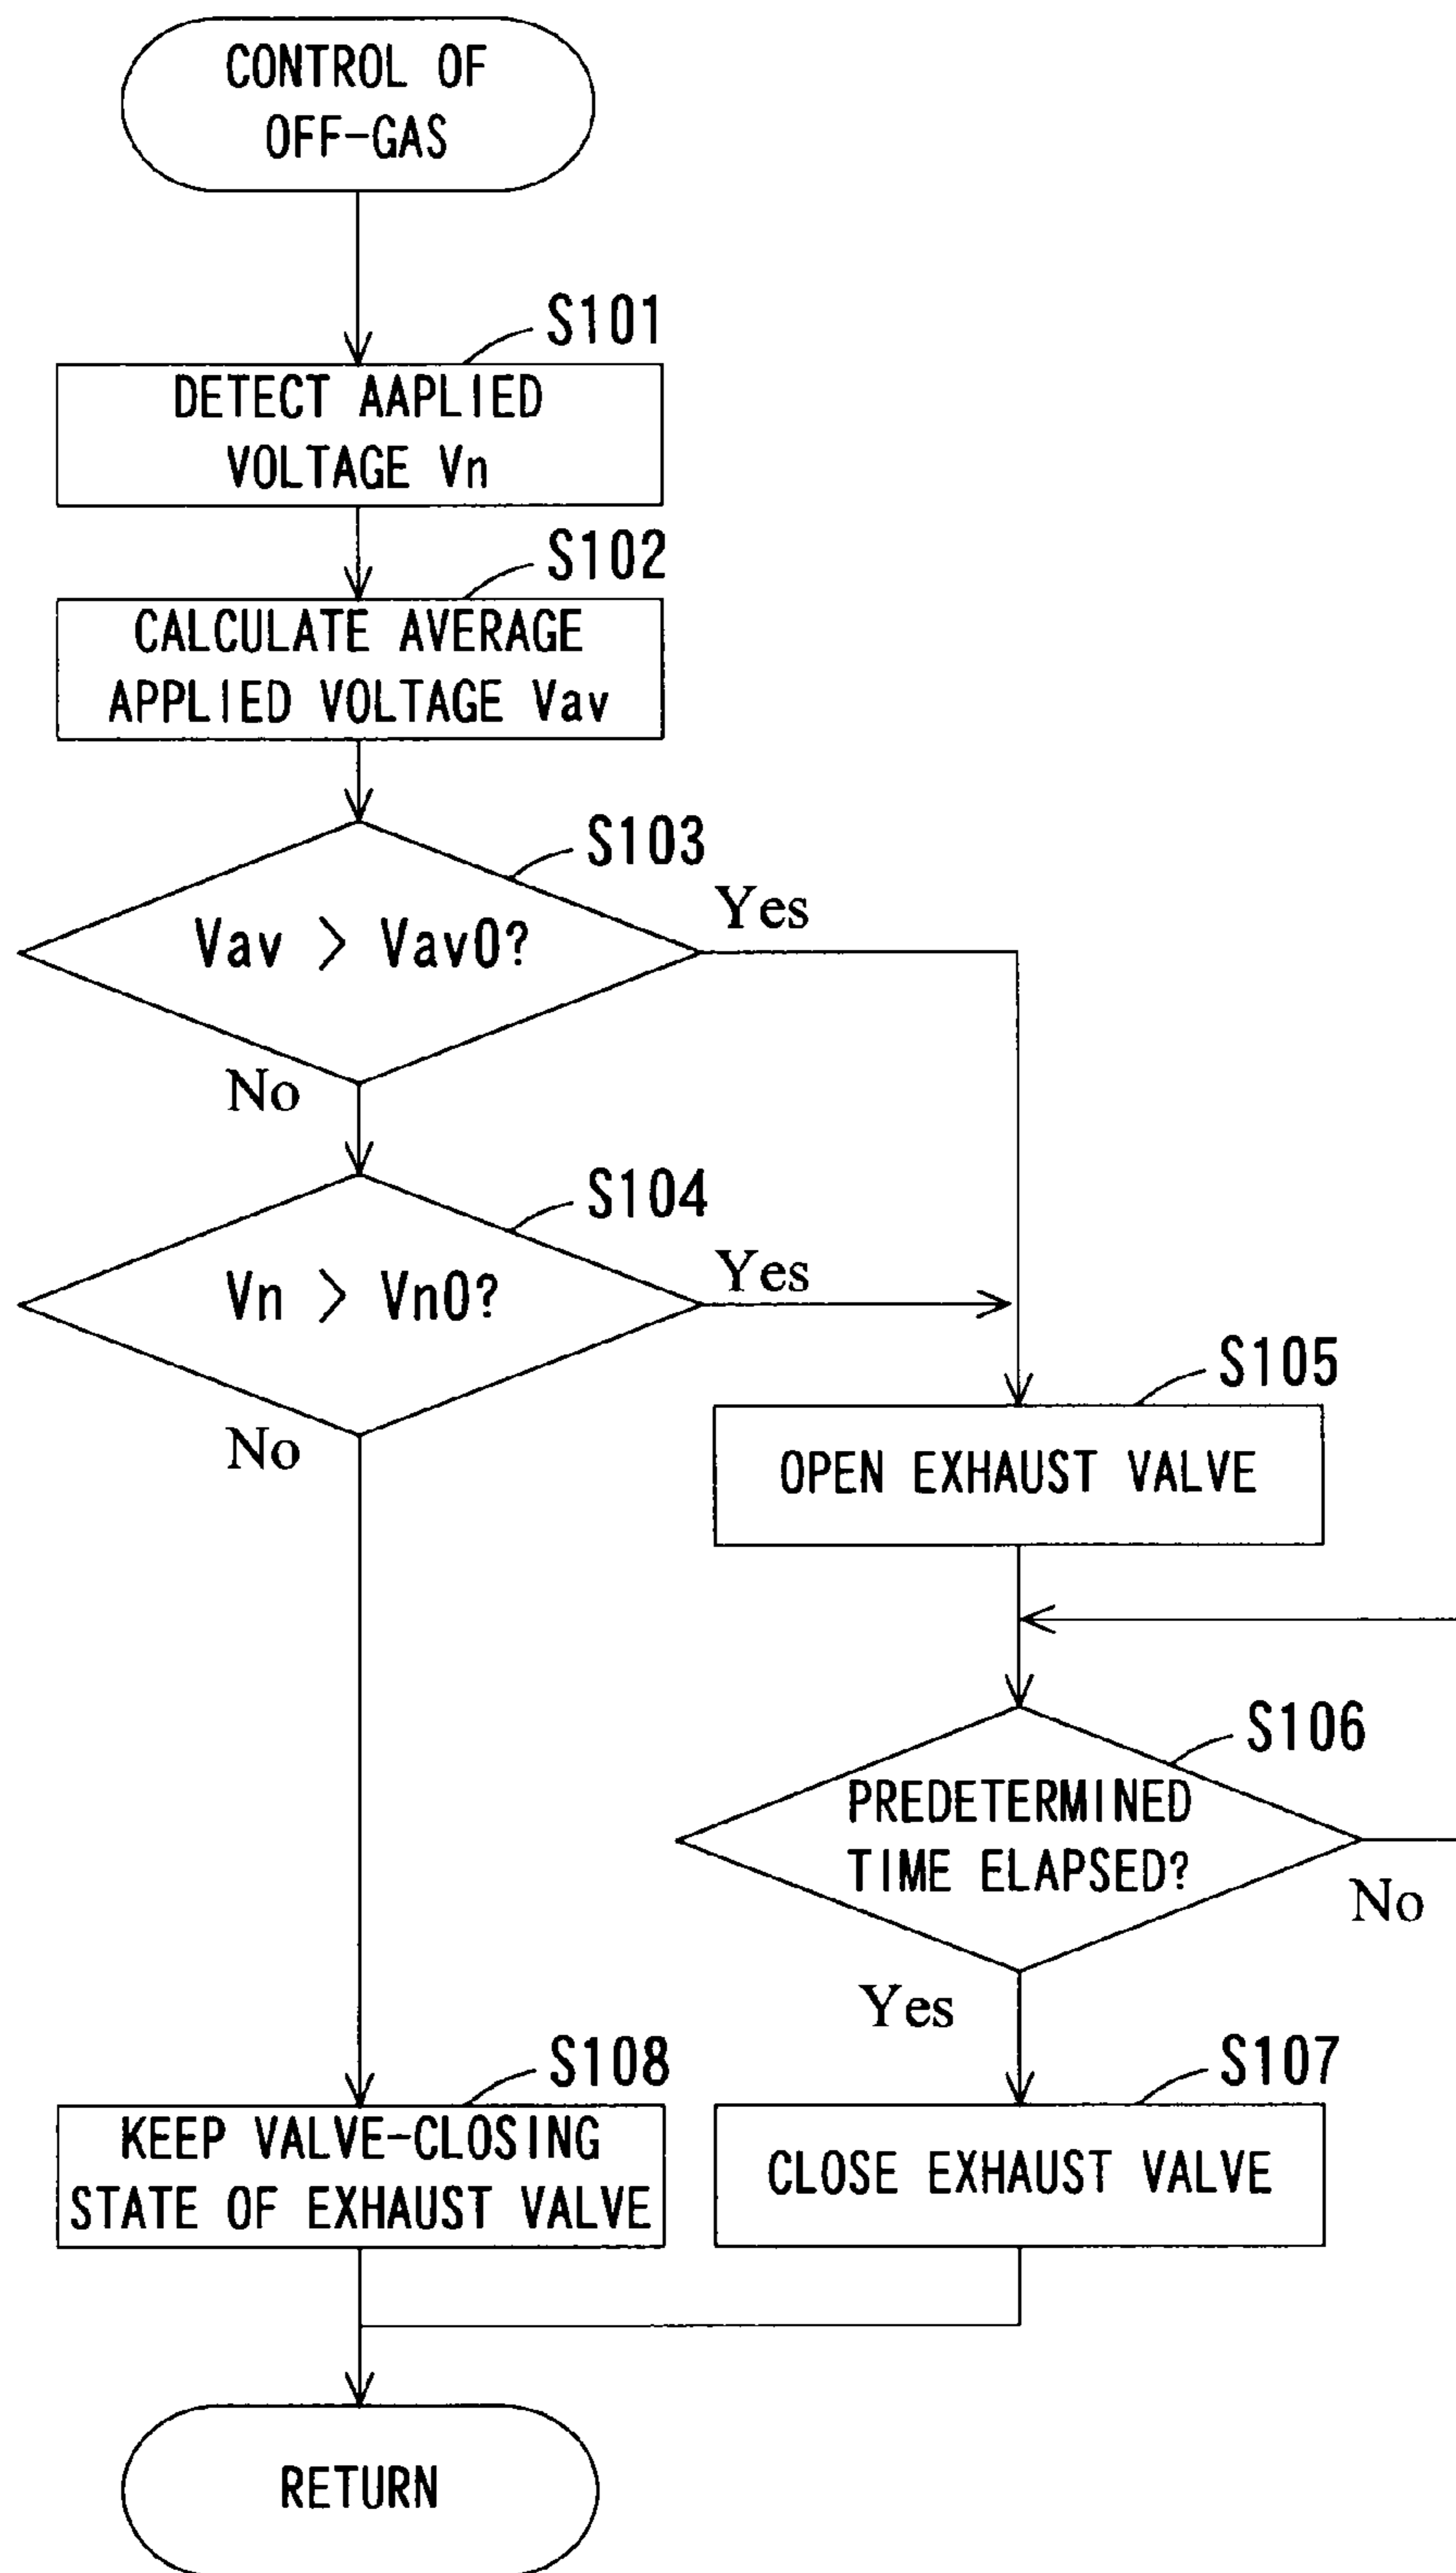 CONTROL OF
OFF-GAS
S101
DETECT AAPLIED
VOLTAGE Vn
S102
CALCULATE AVERAGE
APPLIED VOLTAGE Vav
S103
Vav > Vav0?
Yes
No
S104
Vn > Vn0?
Yes
No
S105
OPEN EXHAUST VALVE
S106
PREDETERMINED
TIME ELAPSED?
No
Yes
S107
CLOSE EXHAUST VALVE
S108
KEEP VALVE-CLOSING
STATE OF EXHAUST VALVE
RETURN